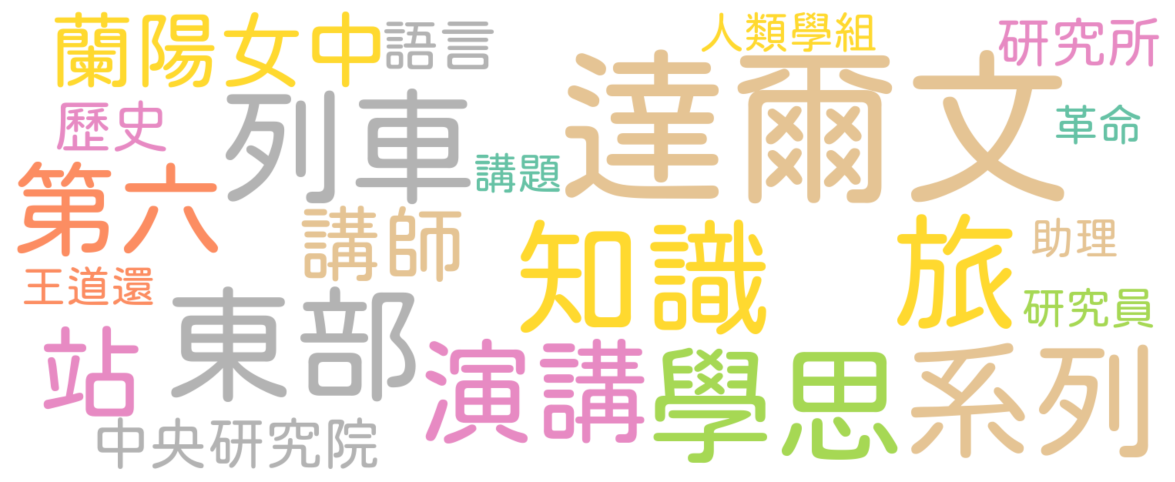 蘭陽女中
語言
人類學組
研究所
達爾文
列車
歷史
革命
講題
第六
講師
知識
旅
助理
王道還
東部
研究員
站
演講
學思
系列
中央研究院